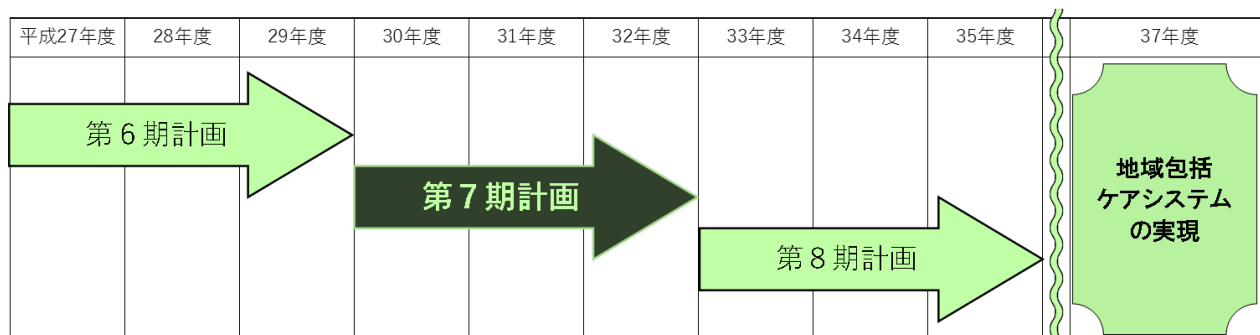 平成27年度 28年度 29年度 30年度 31年度 32年度 33年度 34年度 35年度 37年度
第６期計画
第７期計画
第８期計画
地域包括
ケアシステム
の実現